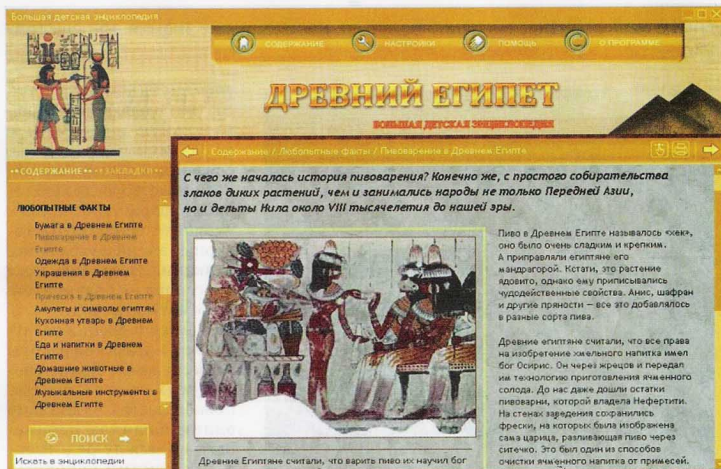 Большая детская энциклопедия
СОДЕРЖАНИЕ
НАСТРОЙКИ
ПОМОЩЬ
О ПРОГРАММЕ
ДРЕВНИЙ ЕГИПЕТ
БОЛЬШАЯ ДЕТСКАЯ ЭНЦИКЛОПЕДИЯ
Содержание / Любопытные факты / Пивоварение в Древнем Египте
СОДЕРЖАНИЕ
ЗАКЛАДКИ
ЛЮБОПЫТНЫЕ ФАКТЫ
Бумага в Древнем Египте
Пивоварение в Древнем
Египте
Одежда в Древнем Египте
Украшения в Древнем
Египте
Прическа в Древнем Египте
Амулеты и символы египтян
Кухонная утварь в Древнем
Египте
Еда и напитки в Древнем
Египте
Домашние животные в
Древнем Египте
Музыкальные инструменты в
Древнем Египте
ПОИСК
Искать в энциклопедии
С чего же началась история пивоварения? Конечно же, с простого собирательства
злаков диких растений, чем и занимались народы не только Передней Азии,
но и дельты Нила около VIII тысячелетия до нашей эры.
Древние Египтяне считали, что варить пиво их научил бог
Пиво в Древнем Египте называлось «хек»,
оно было очень сладким и крепким.
А приправляли египтяне его
мандрагорой. Кстати, это растение
ядовито, однако ему приписывались
чудодейственные свойства. Анис, шафран
и другие пряности — все это добавлялось
в разные сорта пива.
Древние египтяне считали, что все права
на изобретение хмельного напитка имел
бог Осирис. Он через жрецов и передал
им технологию приготовления ячменного
солода. До нас даже дошли остатки
пивоварни, которой владела Нефертити.
На стенах заведения сохранились
фрески, на которых была изображена
сама царица, разливающая пиво через
ситечко. Это был один из способов
очистки ячменного напитка от примесей.